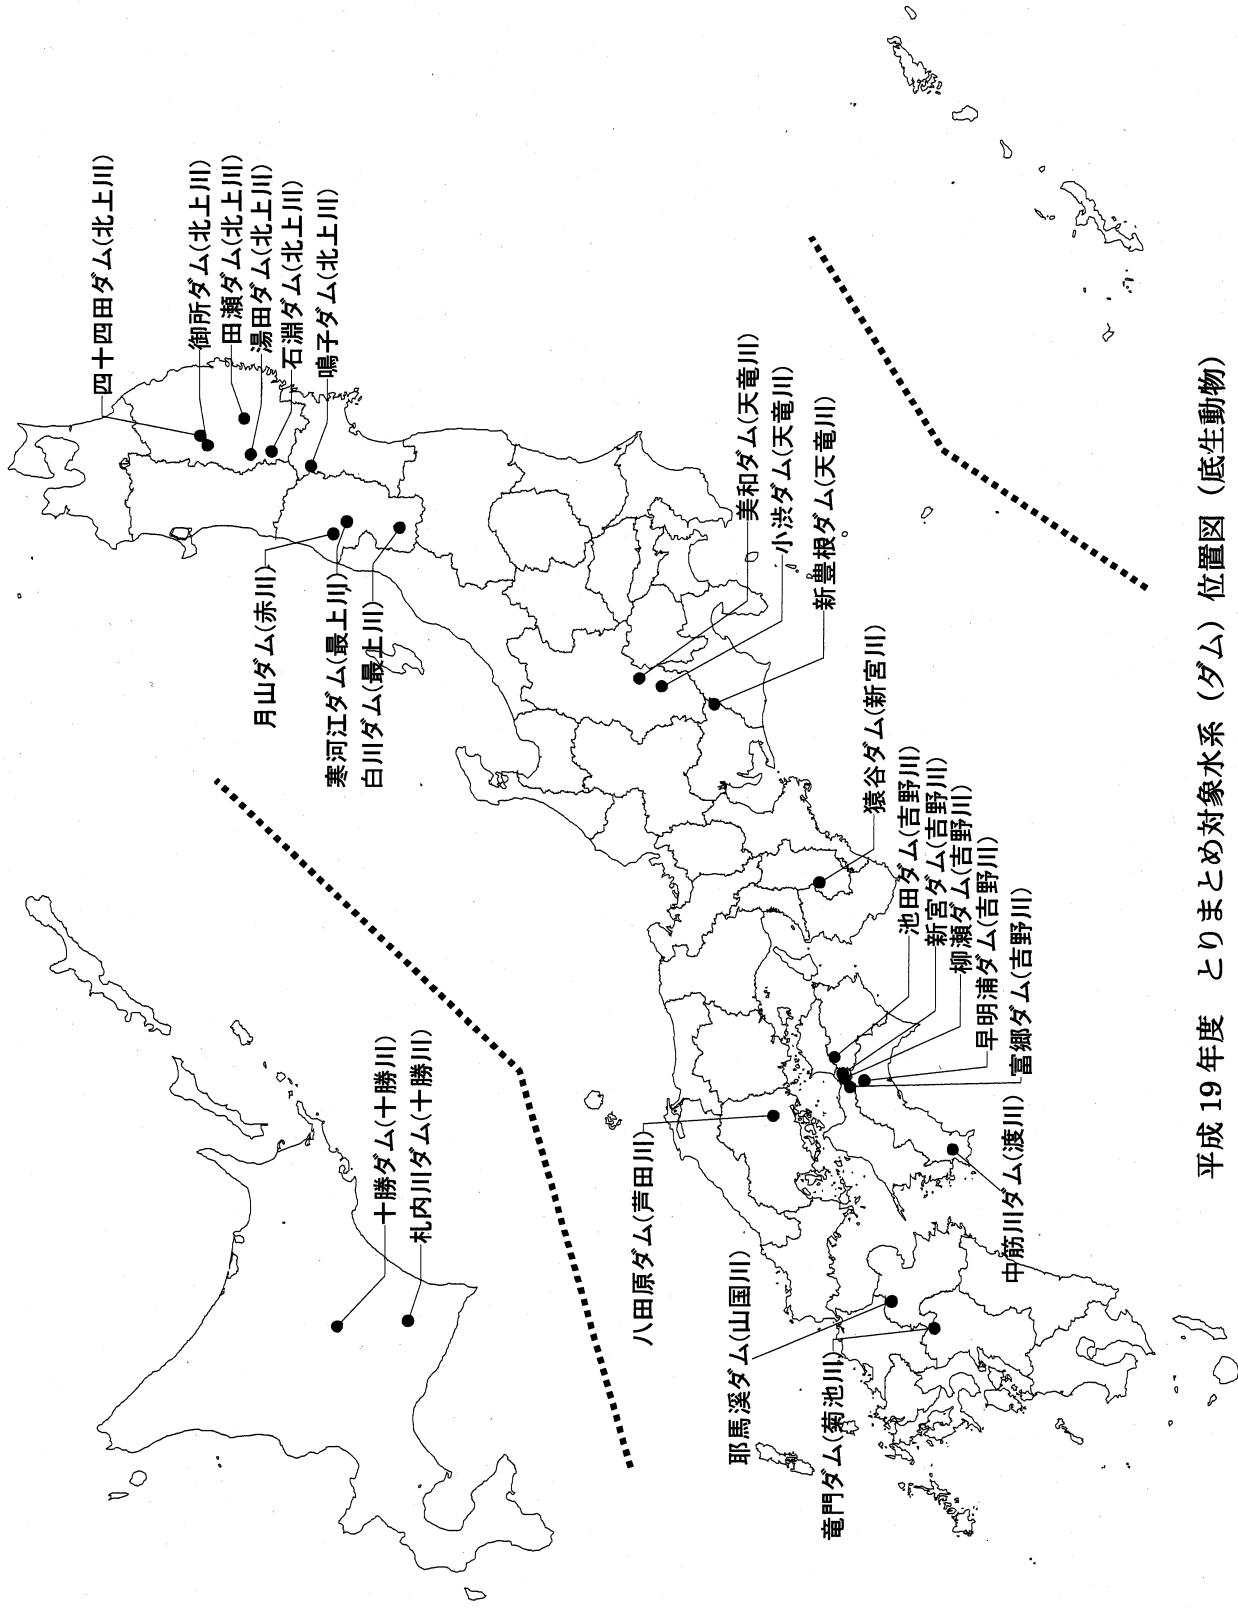 十勝ダム(十勝川)
札内川ダム(十勝川)
四十四田ダム(北上川)
御所ダム(北上川)
田瀬ダム(北上川)
湯田ダム(北上川)
石淵ダム(北上川)
鳴子ダム(北上川)
月山ダム(赤川)
寒河江ダム(最上川)
白川ダム(最上川)
美和ダム(天竜川)
小渋ダム(天竜川)
新豊根ダム(天竜川)
猿谷ダム(新宮川)
池田ダム(吉野川)
新宮ダム(吉野川)
柳瀬ダム(吉野川)
早明浦ダム(吉野川)
富郷ダム(吉野川)
八田原ダム(芦田川)
中筋川ダム(渡川)
耶馬溪ダム(山国川)
竜門ダム(菊池川)
平成 19 年度　とりまとめ対象水系（ダム）位置図（底生動物）